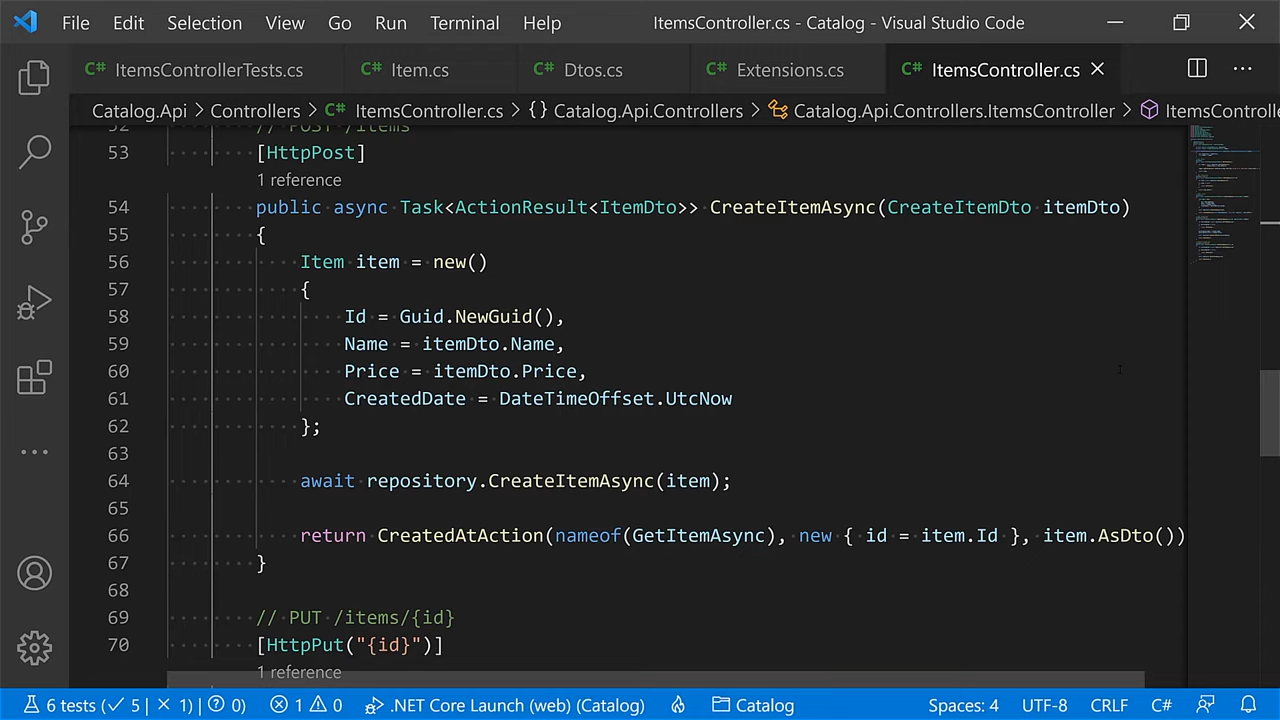 File Edit Selection View Go Run Terminal Help ItemsController.cs - Catalog - Visual Studio Code
C# ItemsControllerTests.cs C# Item.cs C# Dtos.cs C# Extensions.cs C# ItemsController.cs
Catalog.Api > Controllers > C# ItemsController.cs > {} Catalog.Api.Controllers > Catalog.Api.Controllers.ItemsController > ItemsController
52 // POST /items
53 [HttpPost]
1 reference
54 public async Task<ActionResult<ItemDto>> CreateItemAsync(CreateItemDto itemDto)
55 {
56 Item item = new()
57 {
58 Id = Guid.NewGuid(),
59 Name = itemDto.Name,
60 Price = itemDto.Price,
61 CreatedDate = DateTimeOffset.UtcNow
62 };
63
64 await repository.CreateItemAsync(item);
65
66 return CreatedAtAction(nameof(GetItemAsync), new { id = item.Id }, item.AsDto())
67 }
68
69 // PUT /items/{id}
70 [HttpPut("{id}")]
1 reference
6 tests (✓ 5 | × 1) | ? 0) ⊗ 1 ⚠ 0 .NET Core Launch (web) (Catalog) Catalog Spaces: 4 UTF-8 CRLF C#